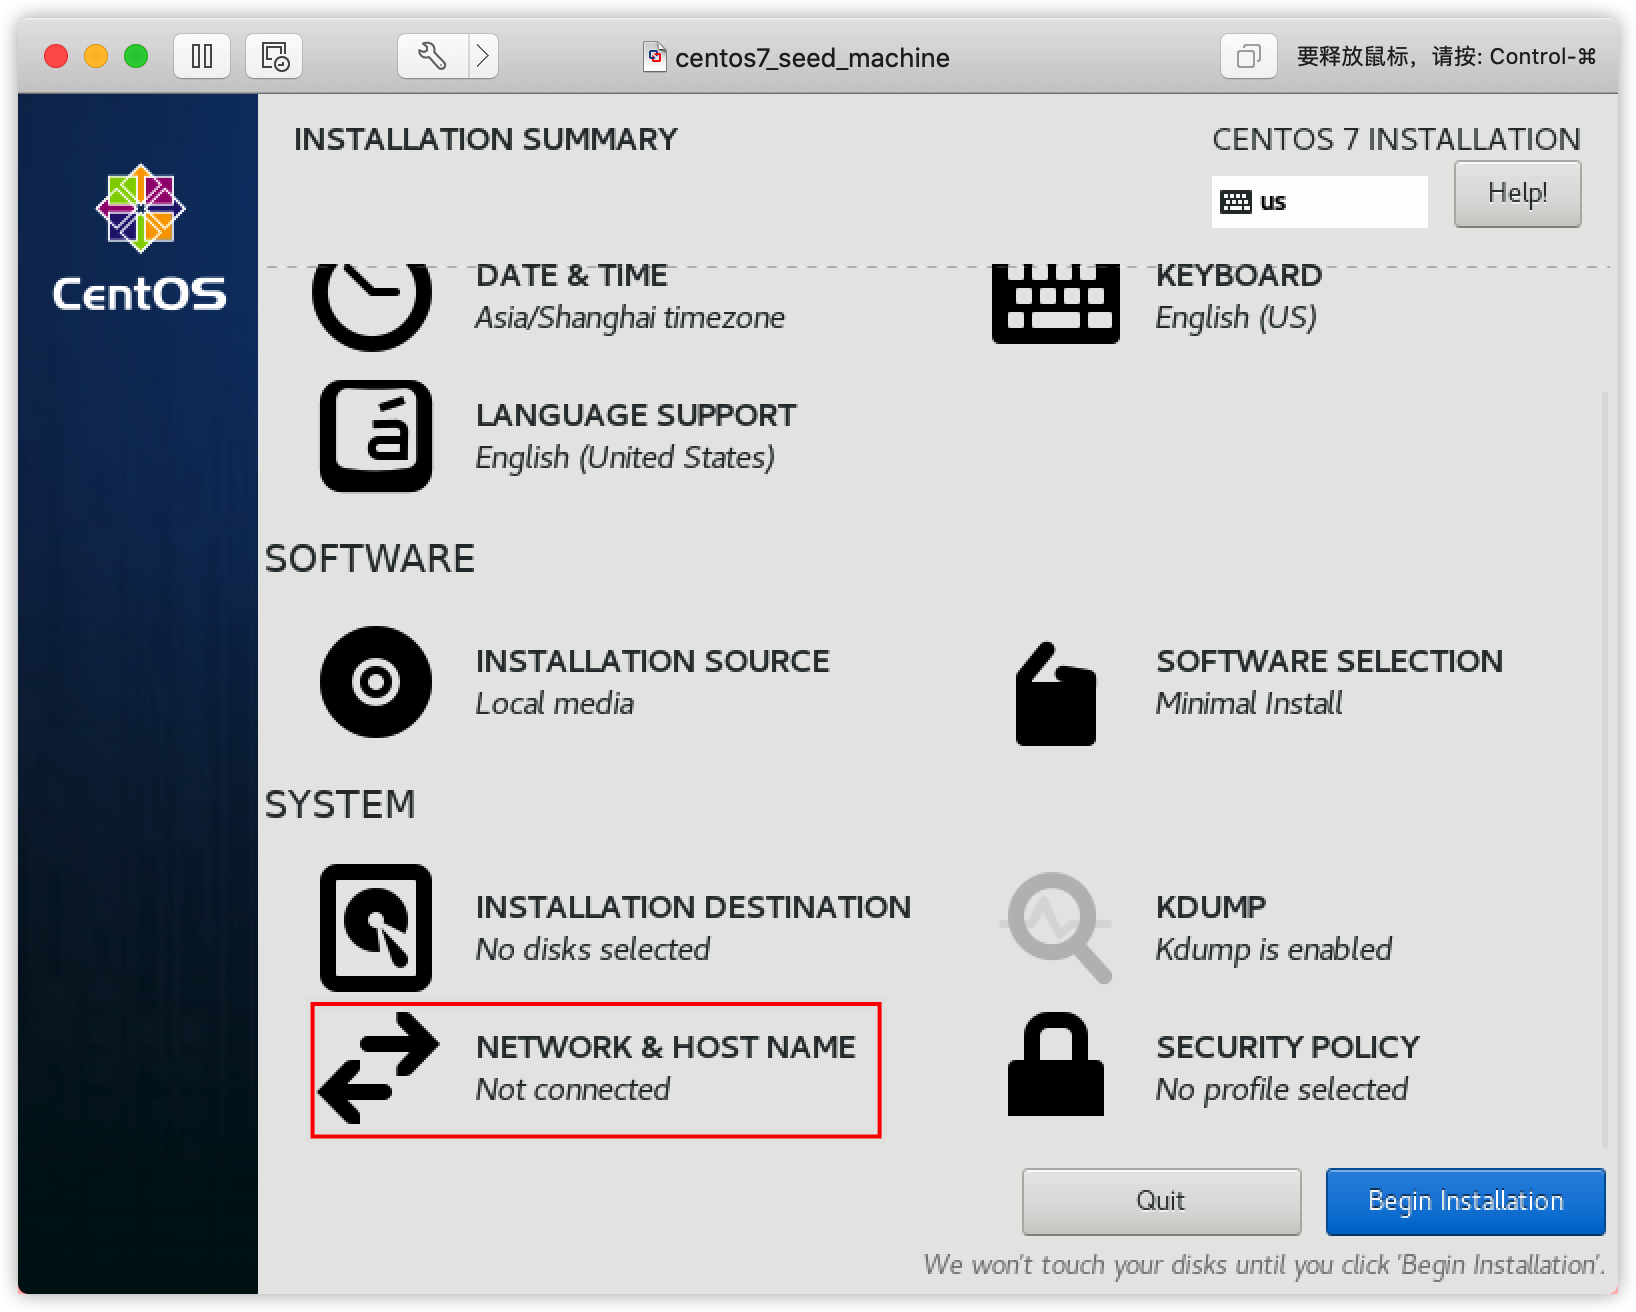 centos7_seed_machine
要释放鼠标，请按: Control-⌘
INSTALLATION SUMMARY
CENTOS 7 INSTALLATION
us
Help!
CentOS
DATE & TIME
Asia/Shanghai timezone
KEYBOARD
English (US)
á
LANGUAGE SUPPORT
English (United States)
SOFTWARE
INSTALLATION SOURCE
Local media
SOFTWARE SELECTION
Minimal Install
SYSTEM
INSTALLATION DESTINATION
No disks selected
KDUMP
Kdump is enabled
NETWORK & HOST NAME
Not connected
SECURITY POLICY
No profile selected
Quit
Begin Installation
We won't touch your disks until you click 'Begin Installation'.